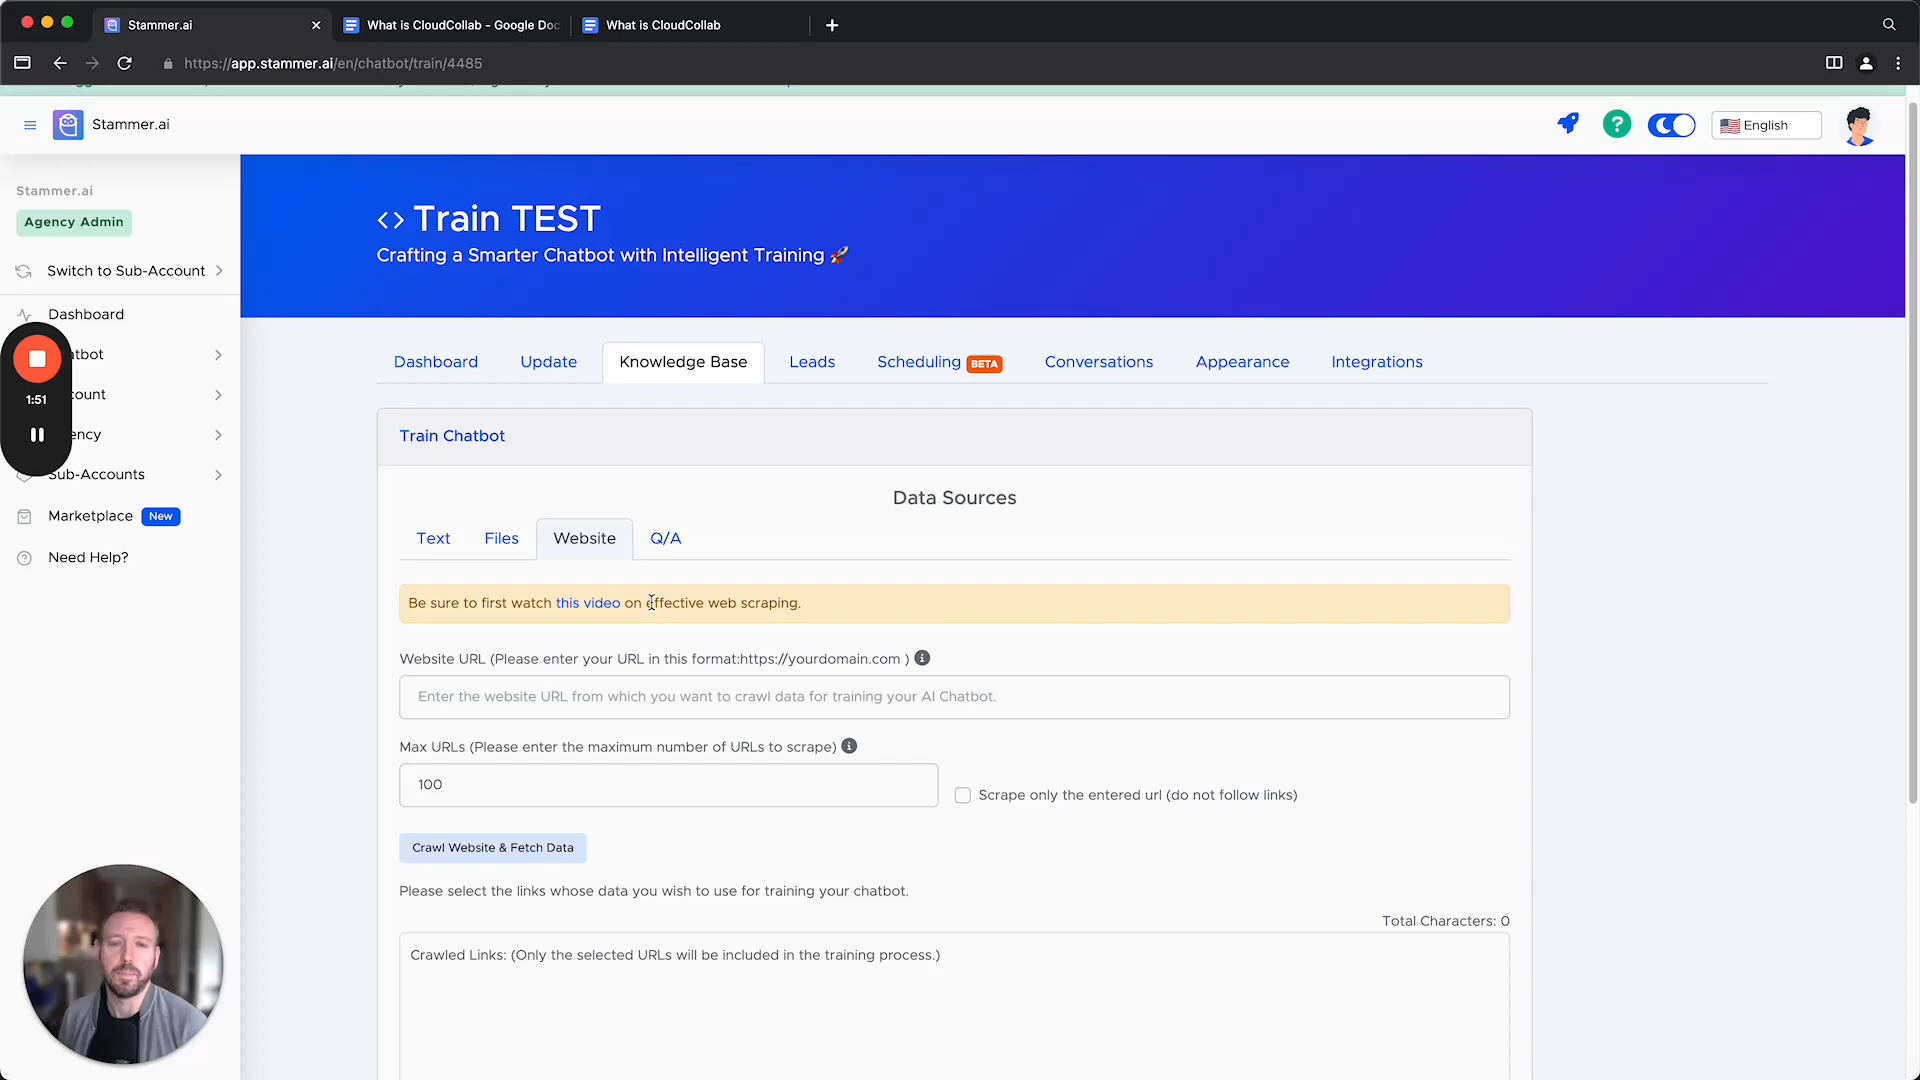 Stammer.ai
What is CloudCollab - Google Doc
What is CloudCollab
https://app.stammer.ai/en/chatbot/train/4485
Stammer.ai
English
Stammer.ai
Agency Admin
Switch to Sub-Account
Dashboard
atbot
1:51
ount
ency
Sub-Accounts
Marketplace New
Need Help?
<> Train TEST
Crafting a Smarter Chatbot with Intelligent Training 🚀
Dashboard Update Knowledge Base Leads Scheduling BETA Conversations Appearance Integrations
Train Chatbot
Data Sources
Text Files Website Q/A
Be sure to first watch this video on effective web scraping.
Website URL (Please enter your URL in this format:https://yourdomain.com )
Enter the website URL from which you want to crawl data for training your AI Chatbot.
Max URLs (Please enter the maximum number of URLs to scrape)
100
Scrape only the entered url (do not follow links)
Crawl Website & Fetch Data
Please select the links whose data you wish to use for training your chatbot.
Total Characters: 0
Crawled Links: (Only the selected URLs will be included in the training process.)